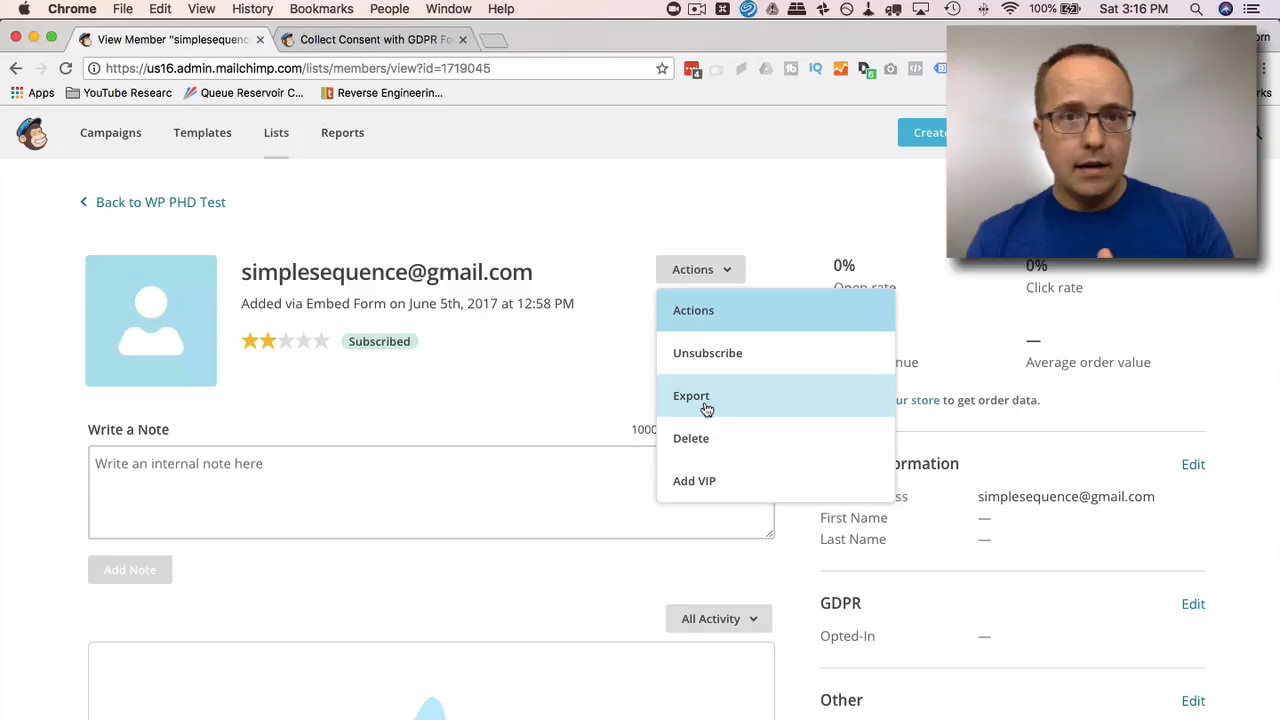 Chrome File Edit View History Bookmarks People Window Help 100% Sat 3:16 PM
View Member "simplesequenc
Collect Consent with GDPR Fo
https://us16.admin.mailchimp.com/lists/members/view?id=1719045
Apps YouTube Researc Queue Reservoir C... Reverse Engineerin...
Campaigns Templates Lists Reports
Create
Back to WP PHD Test
simplesequence@gmail.com
Added via Embed Form on June 5th, 2017 at 12:58 PM
Subscribed
Actions
Actions
Unsubscribe
Export
Delete
Add VIP
0%
Open rate
0%
Click rate
nue
—
Average order value
ur store to get order data.
Write a Note
1000
Write an internal note here
Add Note
All Activity
ormation Edit
ss simplesequence@gmail.com
First Name —
Last Name —
GDPR Edit
Opted-In —
Other Edit